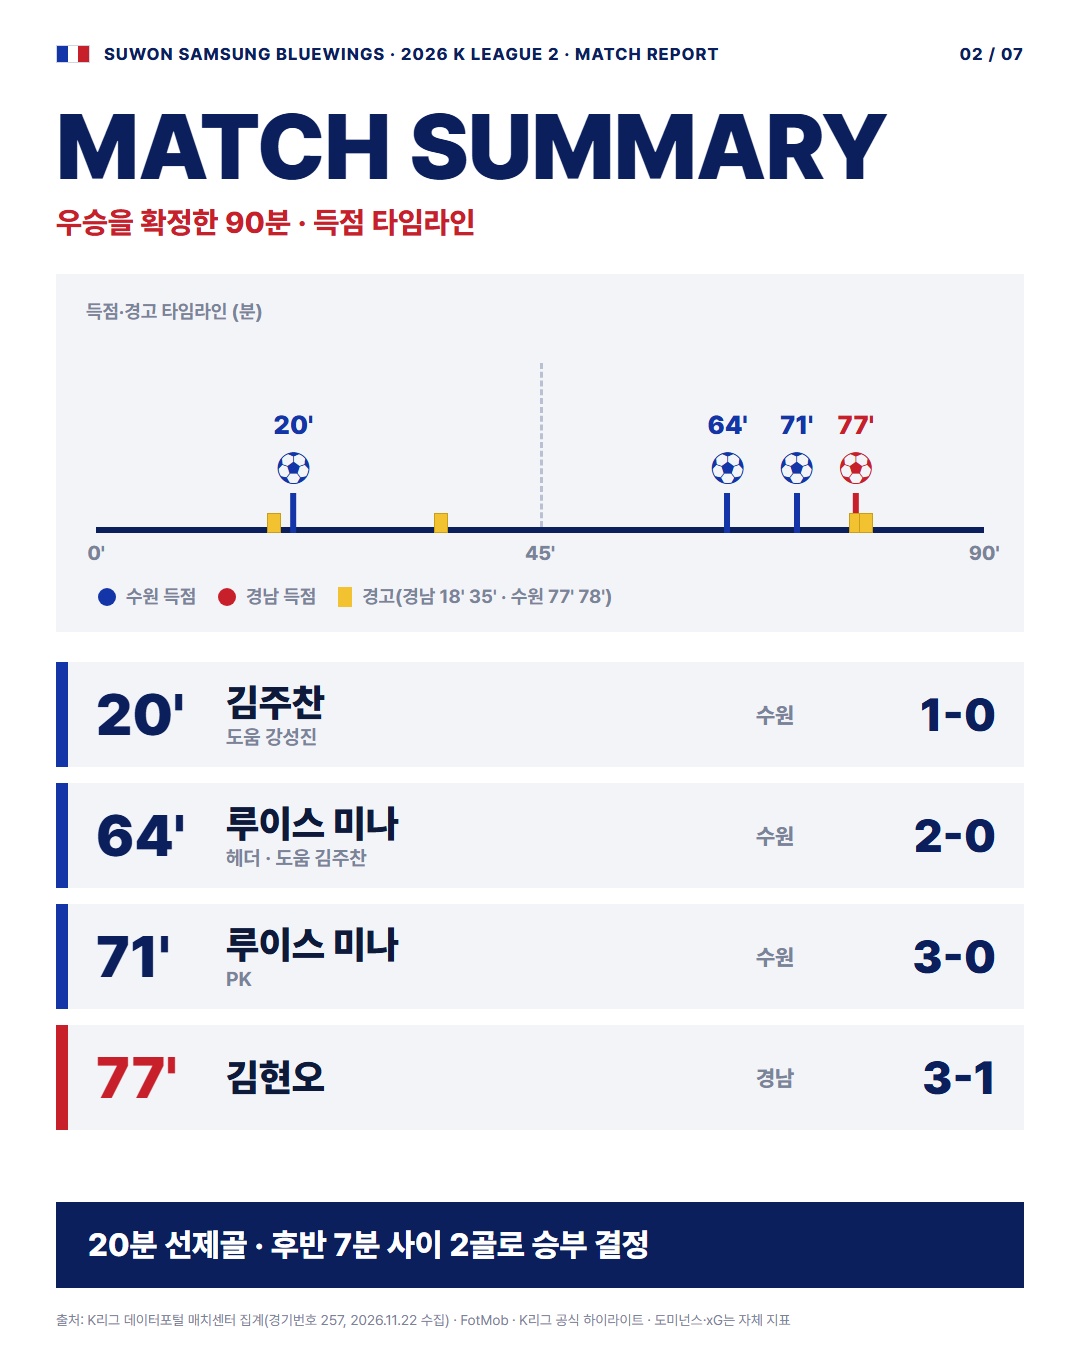 SUWON SAMSUNG BLUEWINGS · 2026 K LEAGUE 2 · MATCH REPORT
02 / 07
MATCH SUMMARY
우승을 확정한 90분 · 득점 타임라인
득점·경고 타임라인 (분)
20' 64' 71' 77'
0' 45' 90'
수원 득점 경남 득점 경고(경남 18' 35' · 수원 77' 78')
20' 김주찬 수원 1-0
도움 강성진
64' 루이스 미나 수원 2-0
헤더 · 도움 김주찬
71' 루이스 미나 수원 3-0
PK
77' 김현오 경남 3-1
20분 선제골 · 후반 7분 사이 2골로 승부 결정
출처: K리그 데이터포털 매치센터 집계(경기번호 257, 2026.11.22 수집) · FotMob · K리그 공식 하이라이트 · 도미넌스·xG는 자체 지표